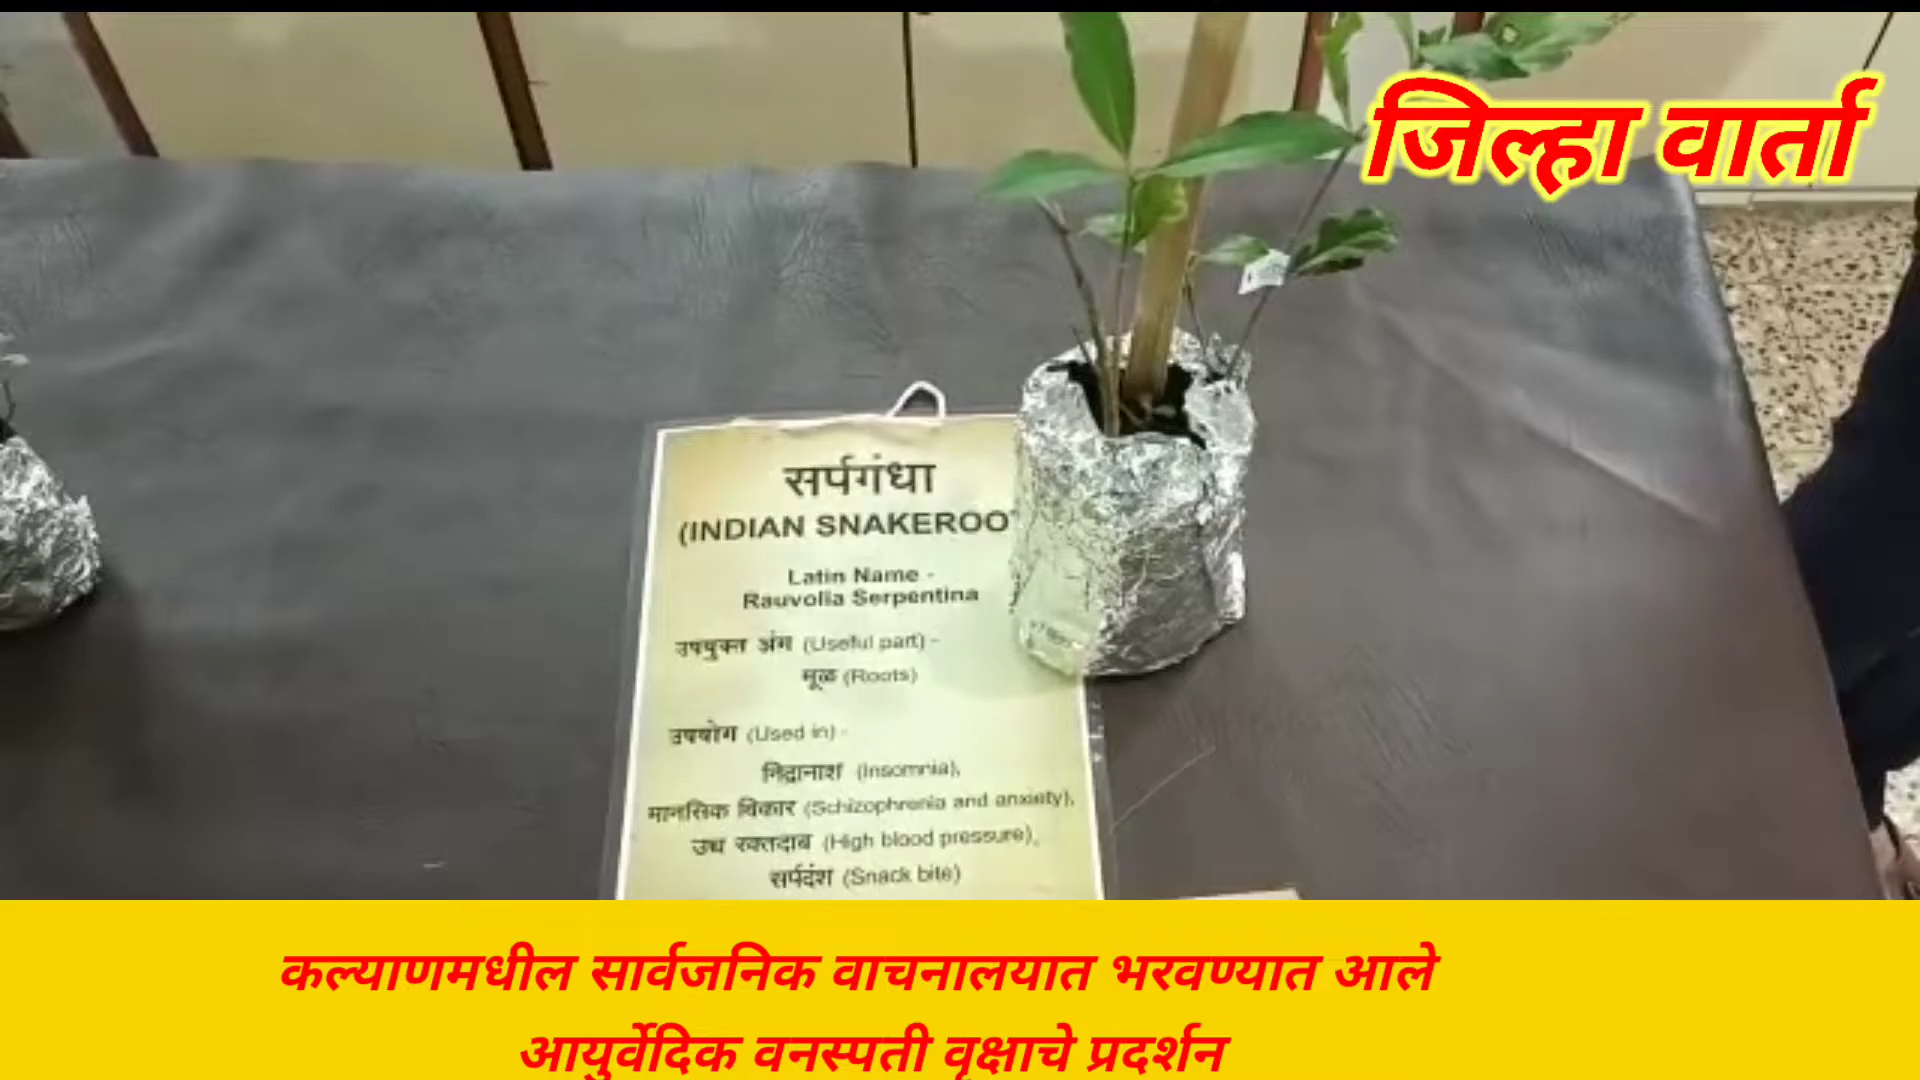 जिल्हा वार्ता
सर्पगंधा
(INDIAN SNAKEROO
Latin Name -
Rauvolia Serpentina
उपयुक्त अंग (Useful part) -
मूळ (Roots)
उपयोग (Used in) -
निद्रानाश (Insomnia),
मानसिक विकार (Schizophrenia and anxiety),
उच्च रक्तदाब (High blood pressure),
सर्पदंश (Snack bite)
कल्याणमधील सार्वजनिक वाचनालयात भरवण्यात आले
आयुर्वेदिक वनस्पती वृक्षाचे प्रदर्शन